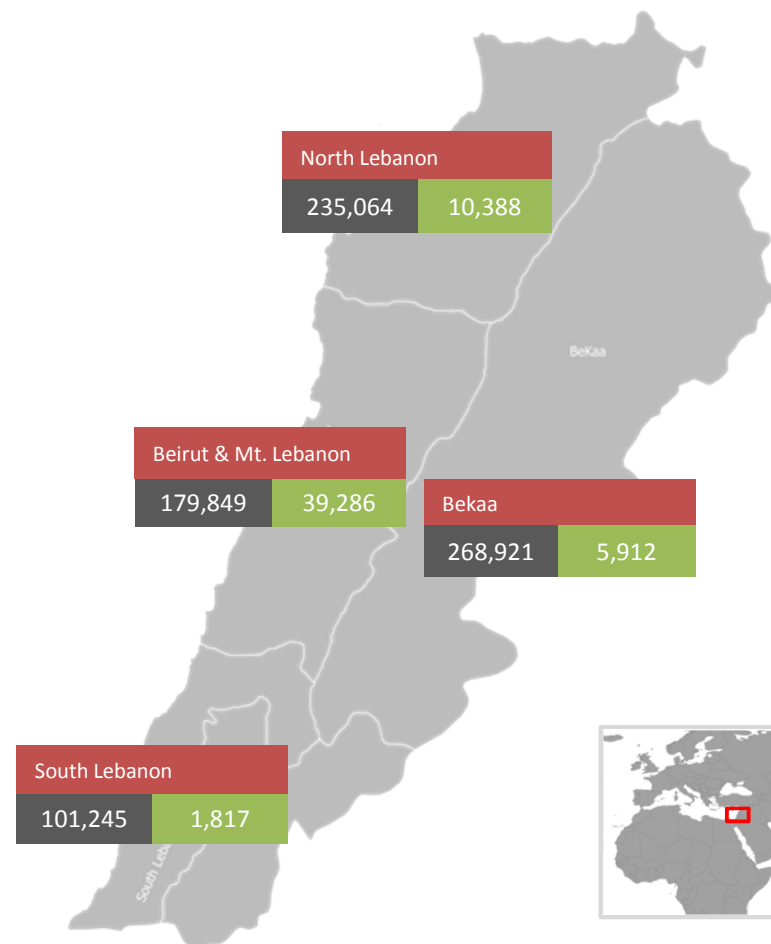 North Lebanon
235,064 10,388
BeKaa
Beirut & Mt. Lebanon
179,849 39,286
Bekaa
268,921 5,912
South Lebanon
101,245 1,817
South